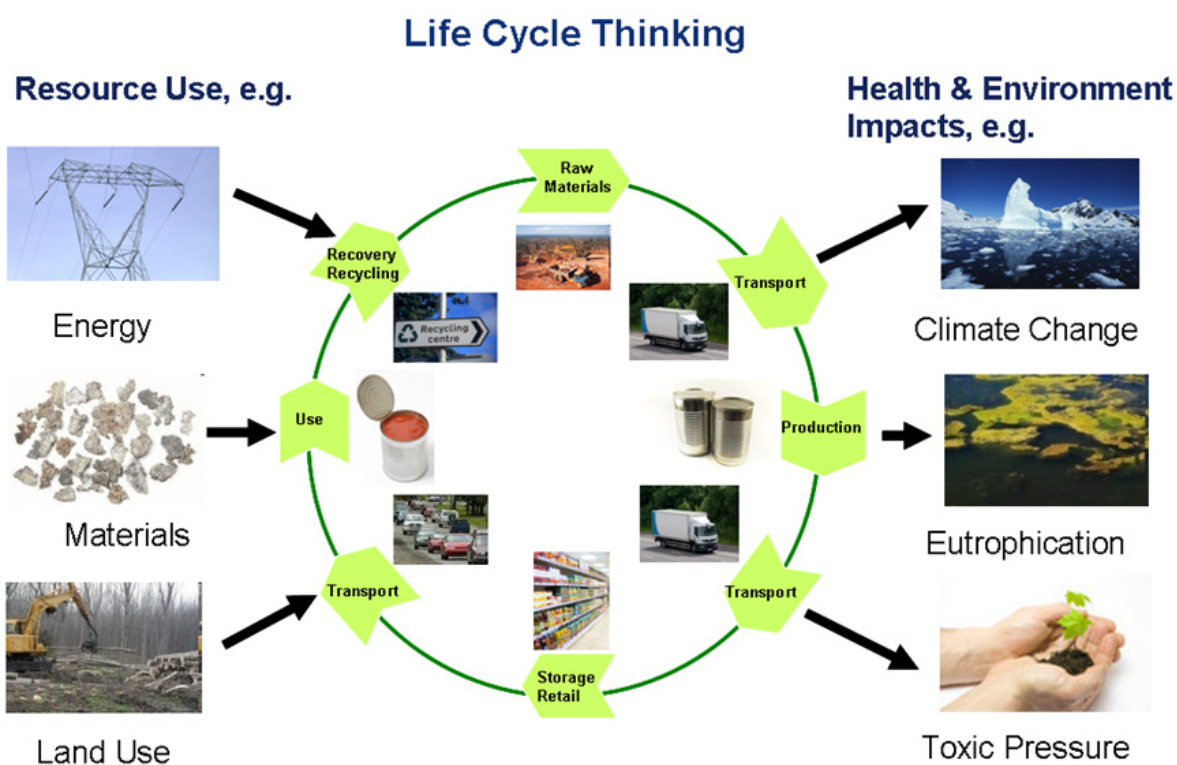 Life Cycle Thinking
Resource Use, e.g.
Health & Environment
Impacts, e.g.
Raw
Materials
Recovery
Recycling
Transport
Recycling
centre
Energy
Climate Change
Use
Production
Materials
Eutrophication
Transport
Transport
Storage
Retail
Land Use
Toxic Pressure